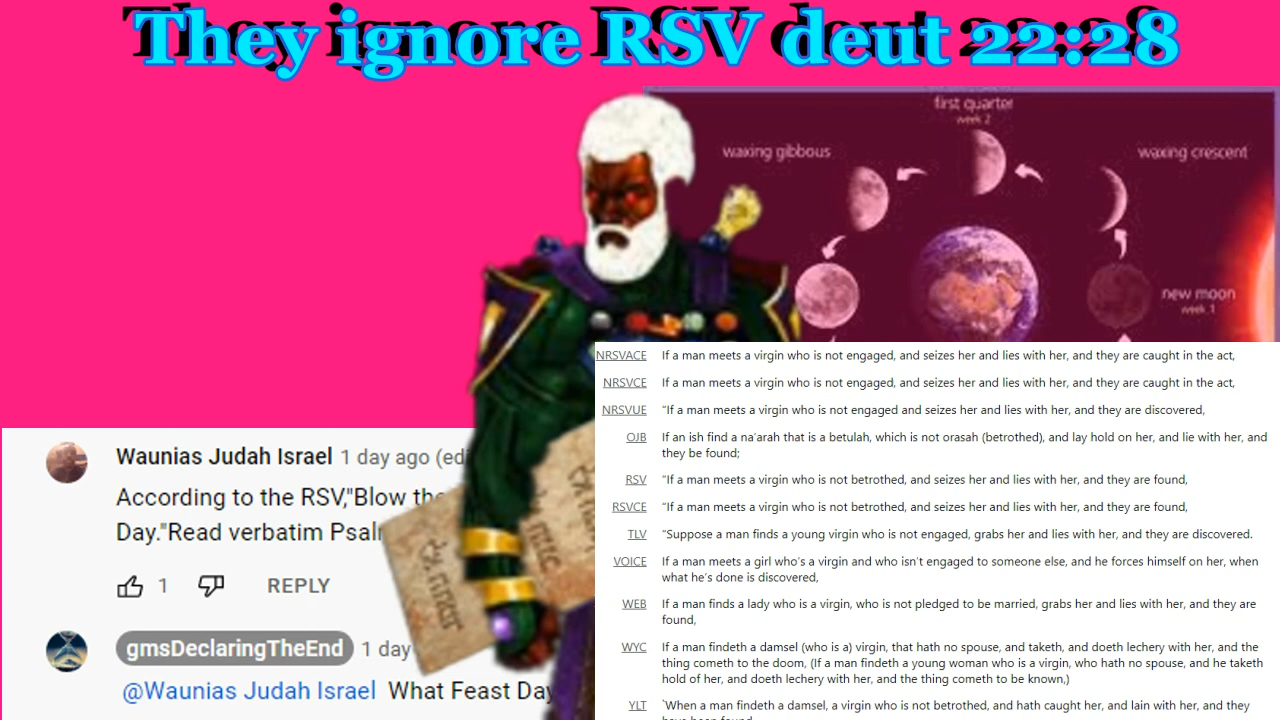 They ignore RSV deut 22:28
first quarter
week 2
waxing gibbous
waxing crescent
new moon
week 1
NRSVACE If a man meets a virgin who is not engaged, and seizes her and lies with her, and they are caught in the act,
NRSVCE If a man meets a virgin who is not engaged, and seizes her and lies with her, and they are caught in the act,
NRSVUE “If a man meets a virgin who is not engaged and seizes her and lies with her, and they are discovered,
OJB If an ish find a na’arah that is a betulah, which is not orasah (betrothed), and lay hold on her, and lie with her, and
they be found;
RSV “If a man meets a virgin who is not betrothed, and seizes her and lies with her, and they are found,
RSVCE “If a man meets a virgin who is not betrothed, and seizes her and lies with her, and they are found,
TLV “Suppose a man finds a young virgin who is not engaged, grabs her and lies with her, and they are discovered.
VOICE If a man meets a girl who’s a virgin and who isn’t engaged to someone else, and he forces himself on her, when
what he’s done is discovered,
WEB If a man finds a lady who is a virgin, who is not pledged to be married, grabs her and lies with her, and they are
found,
WYC If a man findeth a damsel (who is a) virgin, that hath no spouse, and taketh, and doeth lechery with her, and the
thing cometh to the doom, (If a man findeth a young woman who is a virgin, who hath no spouse, and he taketh
hold of her, and doeth lechery with her, and the thing cometh to be known,)
YLT `When a man findeth a damsel, a virgin who is not betrothed, and hath caught her, and lain with her, and they
have been found
Waunias Judah Israel 1 day ago (edi
According to the RSV,"Blow the
Day."Read verbatim Psal
1 REPLY
gmsDeclaringTheEnd 1 day
@Waunias Judah Israel What Feast Day